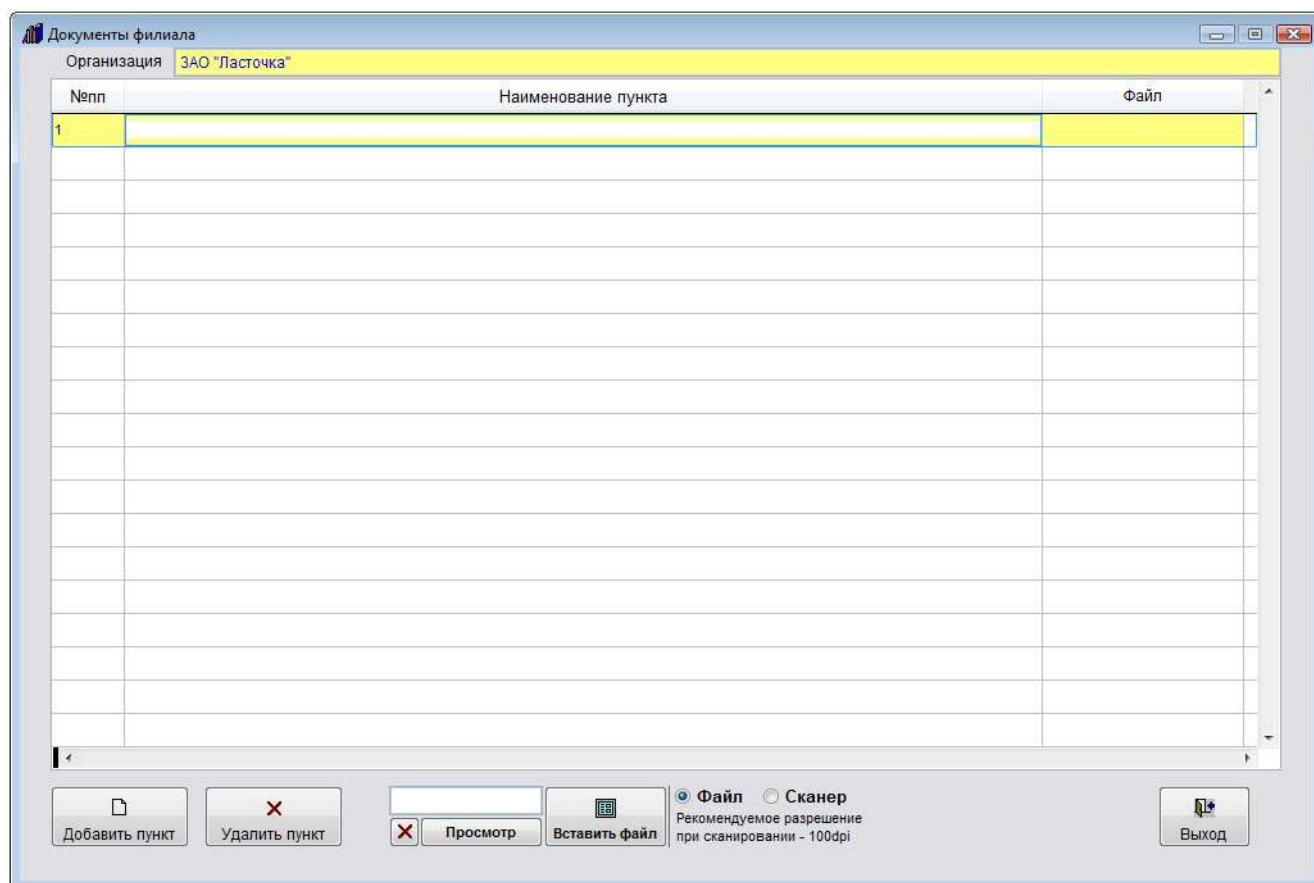 Документы филиала
Организация ЗАО "Ласточка"
№пп Наименование пункта Файл
1
Добавить пункт Удалить пункт Просмотр Вставить файл Файл Сканер
Рекомендуемое разрешение
при сканировании - 100dpi
Выход